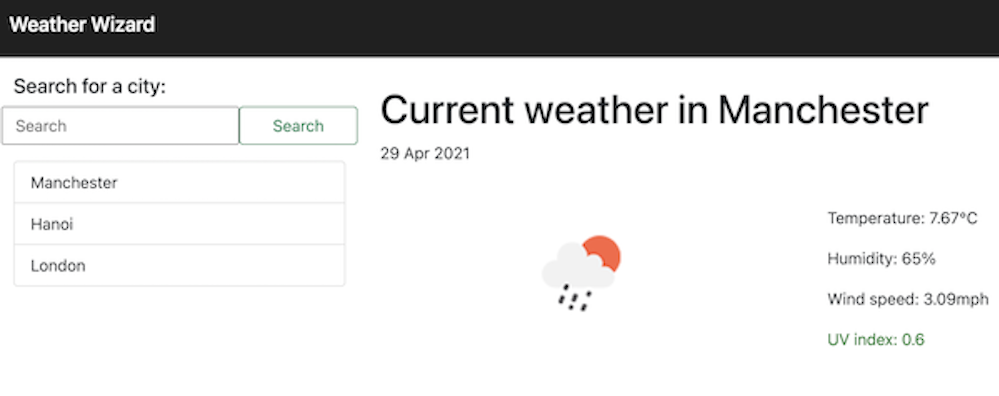 Weather Wizard
Search for a city:
Search
Search
Manchester
Hanoi
London
Current weather in Manchester
29 Apr 2021
Temperature: 7.67°C
Humidity: 65%
Wind speed: 3.09mph
UV index: 0.6